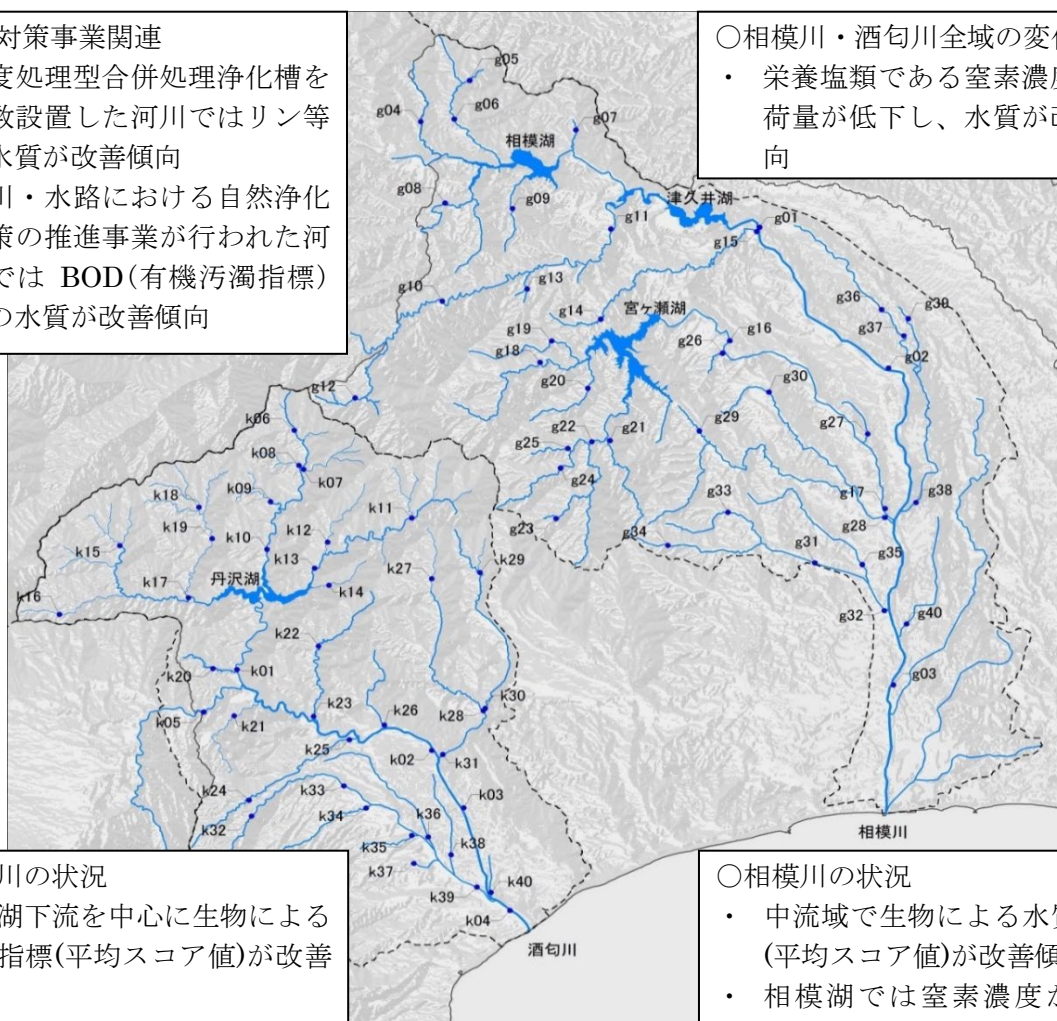 対策事業関連
度処理型合併処理浄化槽を
数設置した河川ではリン等
水質が改善傾向
川・水路における自然浄化
策の推進事業が行われた河
では BOD(有機汚濁指標)
の水質が改善傾向
○相模川・酒匂川全域の変
・ 栄養塩類である窒素濃
荷量が低下し、水質が
向
g05
g04
g06
g07
相模湖
g08
g09
津久井湖
g11
g01
g15
g10
g13
g36
g39
g14
宮ヶ瀬湖
g37
g19
g16
g18
g26
g02
g12
g20
g30
k06
g29
g27
g22
g21
g25
k08
k07
g24
k18
k09
k11
g17
g38
g33
k19
g23
g28
k10
k12
g34
k15
g31
g35
k13
k29
k27
丹沢湖
k17
k14
k16
g32
g40
k22
k20
k01
g03
k30
k05
k21
k23
k26
k28
k25
k02
k31
k24
k33
k03
k32
k34
k36
相模川
k35
k38
k37
k40
k39
k04
酒匂川
川の状況
湖下流を中心に生物による
指標(平均スコア値)が改善
○相模川の状況
・ 中流域で生物による水
(平均スコア値)が改善
・ 相模湖では窒素濃度